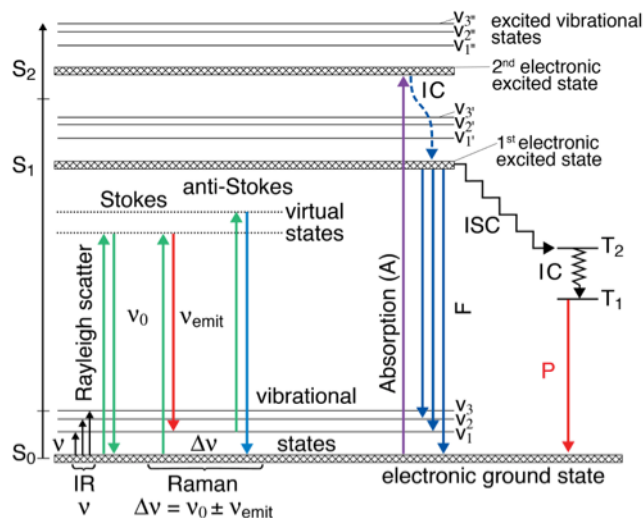 V3" excited vibrational
V2" states
V1"
S2
2nd electronic
excited state
IC
V3'
V2'
V1'
S1
1st electronic
excited state
anti-Stokes
Stokes
virtual
states
ISC
T2
IC
T1
Rayleigh scatter
ν0
νemit
Absorption (A)
F
P
vibrational
V3
V2
V1
ν
Δν
states
S0
electronic ground state
IR
Raman
ν
Δν = ν0 ± νemit